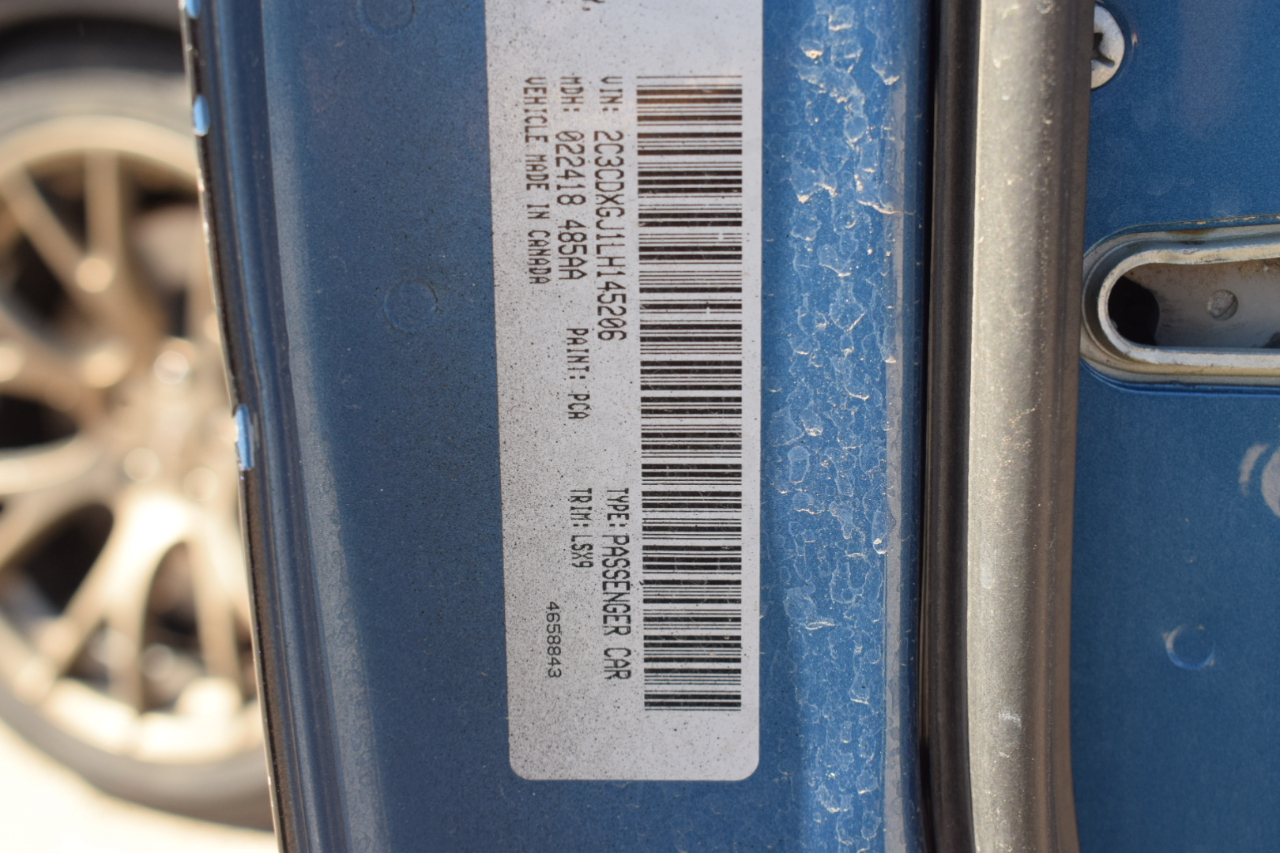 VIN: 2C3CDXGJ1LH145206 TYPE: PASSENGER CAR
MDH: 022418 485AA PAINT: PCA TRIM: LSX9
VEHICLE MADE IN CANADA
4658843